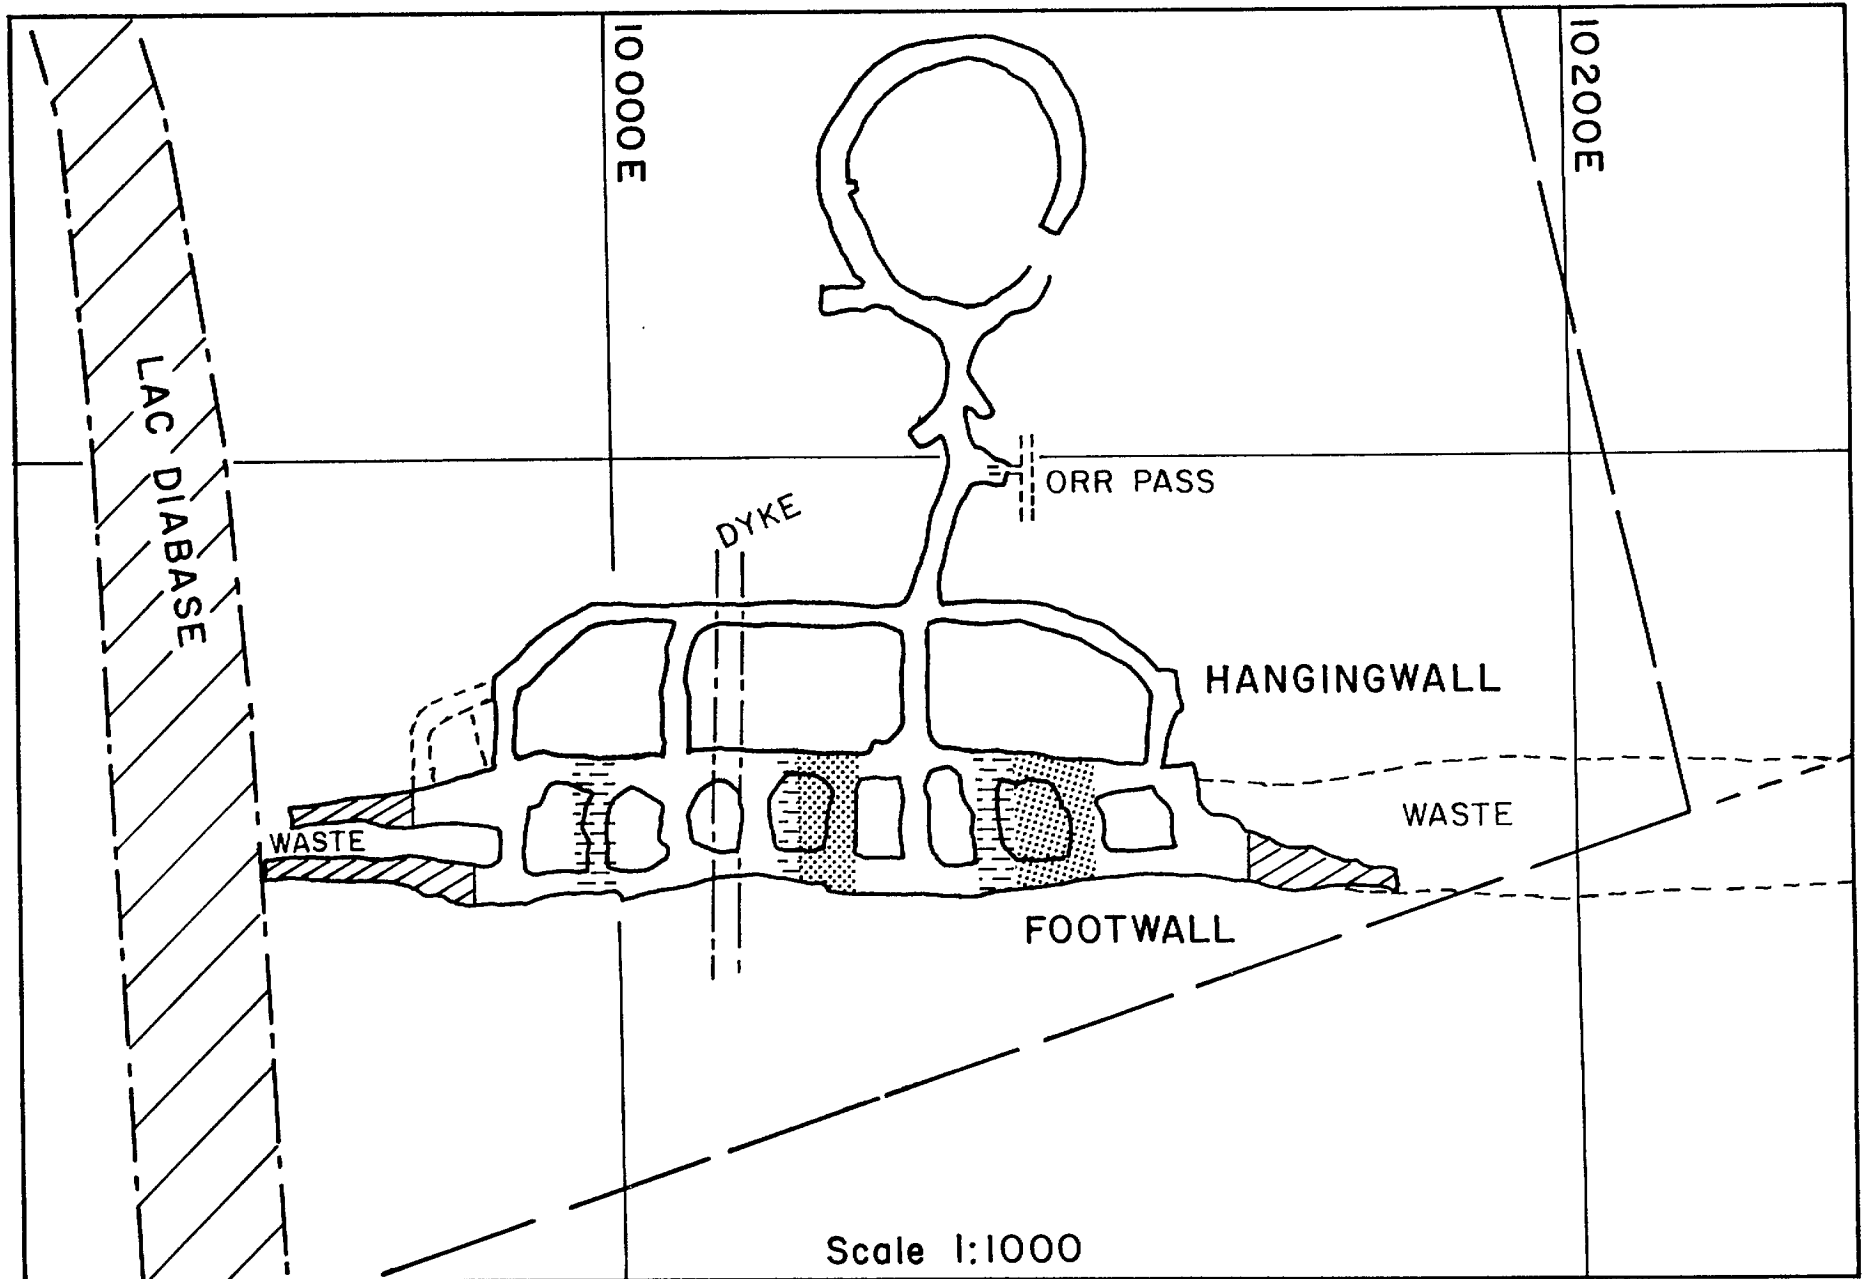 10000E
10200E
LAC DIABASE
ORR PASS
DYKE
HANGINGWALL
WASTE
WASTE
FOOTWALL
Scale 1:1000